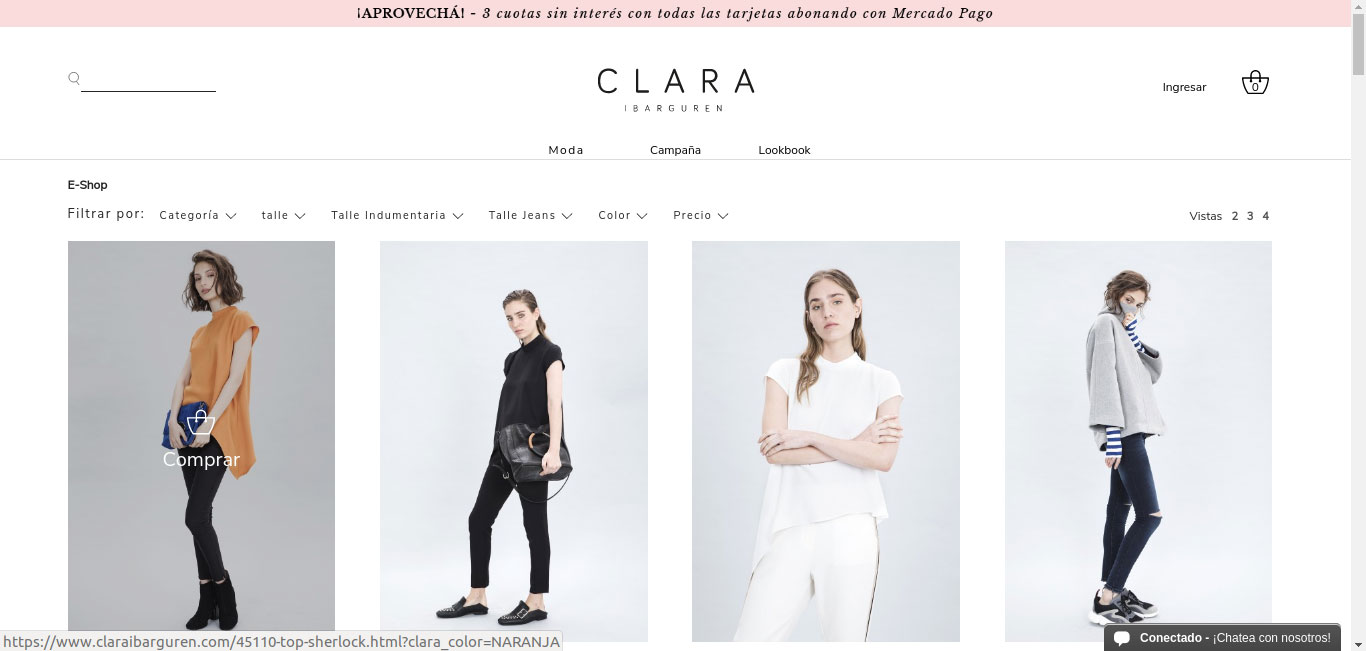 ¡APROVECHÁ! - 3 cuotas sin interés con todas las tarjetas abonando con Mercado Pago
CLARA
IBARGUREN
Ingresar
0
Moda Campaña Lookbook
E-Shop
Filtrar por: Categoría talle Talle Indumentaria Talle Jeans Color Precio Vistas 2 3 4
Comprar
https://www.claraibarguren.com/45110-top-sherlock.html?clara_color=NARANJA
Conectado - ¡Chatea con nosotros!